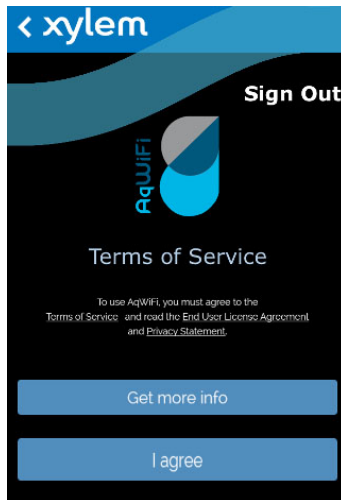 < xylem
Sign Out
AqWiFi
Terms of Service
To use AqWiFi, you must agree to the
Terms of Service and read the End User License Agreement
and Privacy Statement.
Get more info
I agree